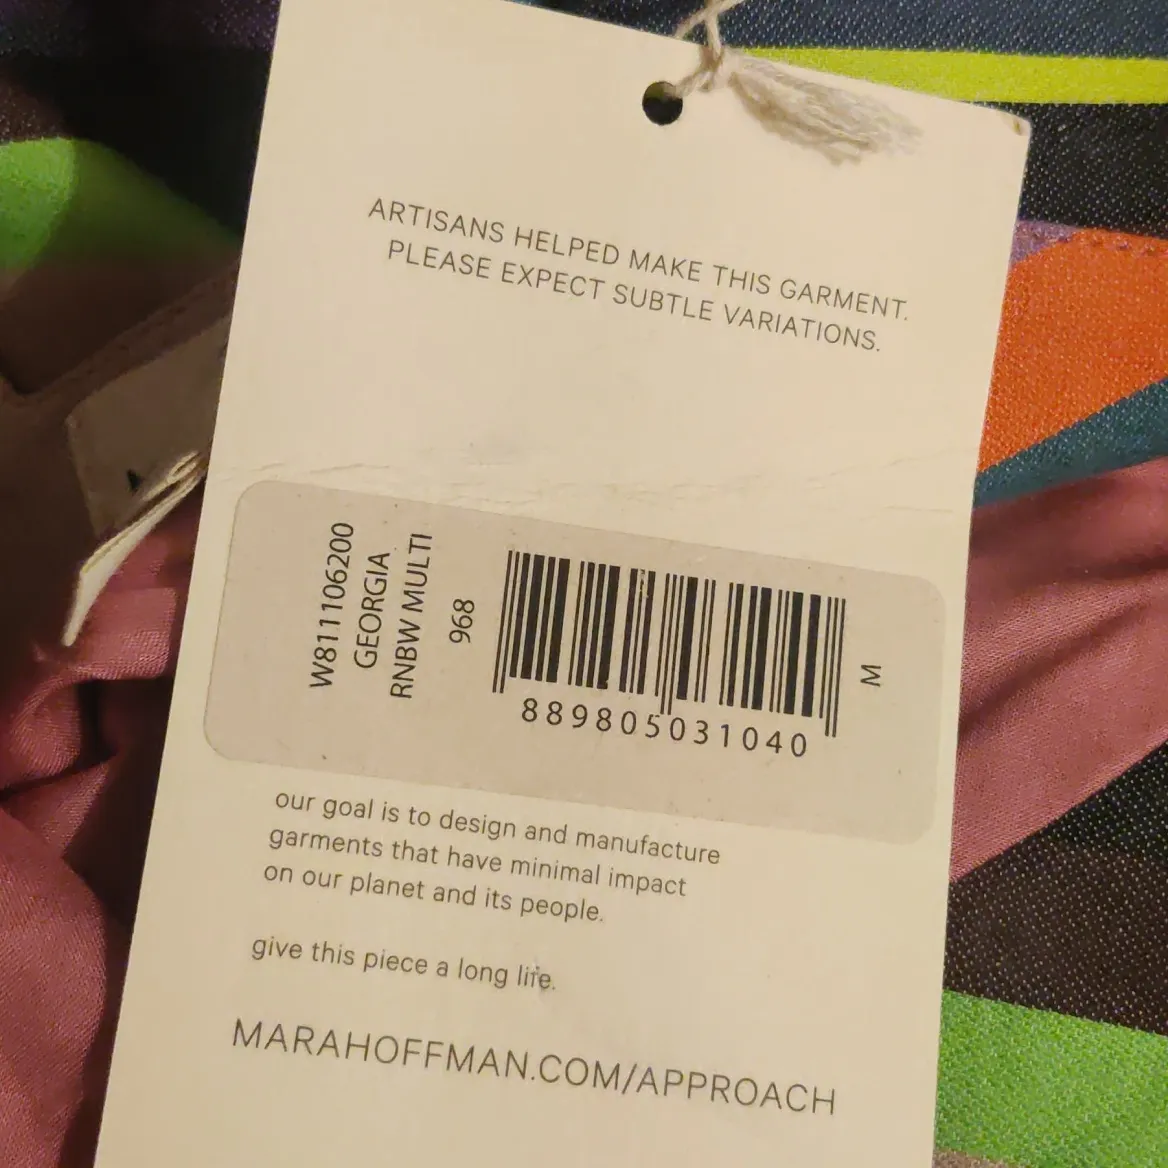 ARTISANS HELPED MAKE THIS GARMENT.
PLEASE EXPECT SUBTLE VARIATIONS.
W811106200
GEORGIA
RNBW MULTI
968
889805031040
M
our goal is to design and manufacture
garments that have minimal impact
on our planet and its people.
give this piece a long life.
MARAHOFFMAN.COM/APPROACH